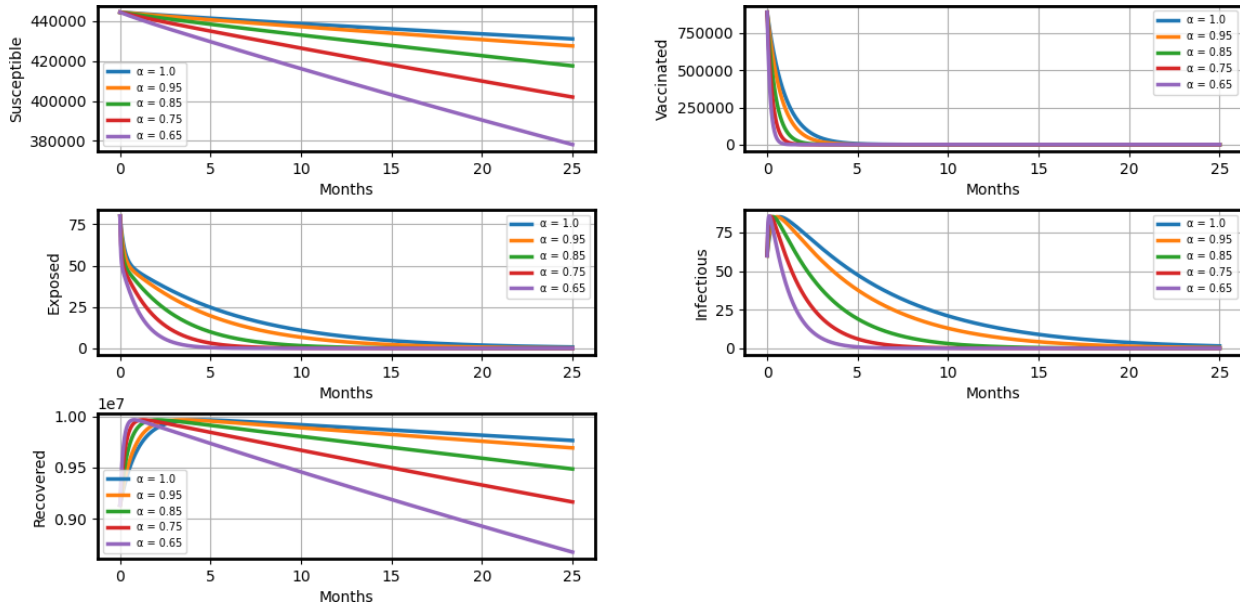 Susceptible
440000
420000
400000
380000
α = 1.0
α = 0.95
α = 0.85
α = 0.75
α = 0.65
0 5 10 15 20 25
Months
Vaccinated
750000
500000
250000
0
α = 1.0
α = 0.95
α = 0.85
α = 0.75
α = 0.65
0 5 10 15 20 25
Months
Exposed
75
50
25
0
α = 1.0
α = 0.95
α = 0.85
α = 0.75
α = 0.65
0 5 10 15 20 25
Months
Infectious
75
50
25
0
α = 1.0
α = 0.95
α = 0.85
α = 0.75
α = 0.65
0 5 10 15 20 25
Months
1e7
Recovered
1.00
0.95
0.90
α = 1.0
α = 0.95
α = 0.85
α = 0.75
α = 0.65
0 5 10 15 20 25
Months